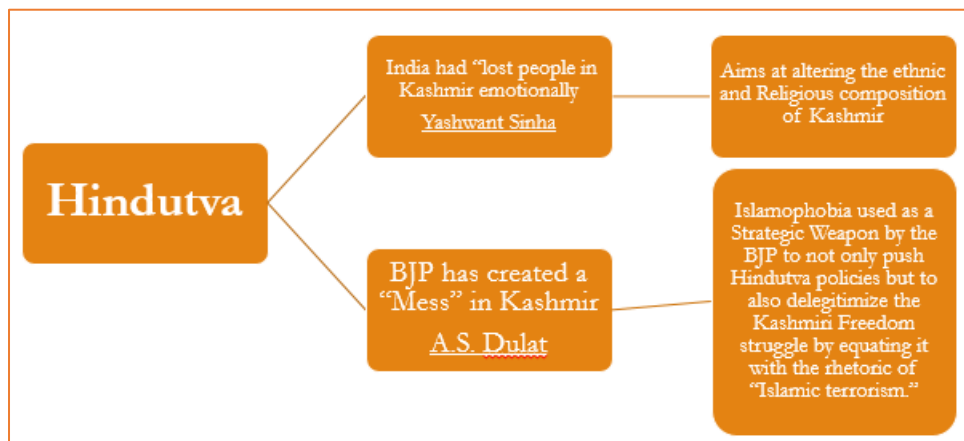 Hindutva
India had “lost people in
Kashmir emotionally
Yashwant Sinha
Aims at altering the ethnic
and Religious composition
of Kashmir
BJP has created a
“Mess” in Kashmir
A.S. Dulat
Islamophobia used as a
Strategic Weapon by the
BJP to not only push
Hindutva policies but to
also delegitimize the
Kashmiri Freedom
struggle by equating it
with the rhetoric of
“Islamic terrorism.”